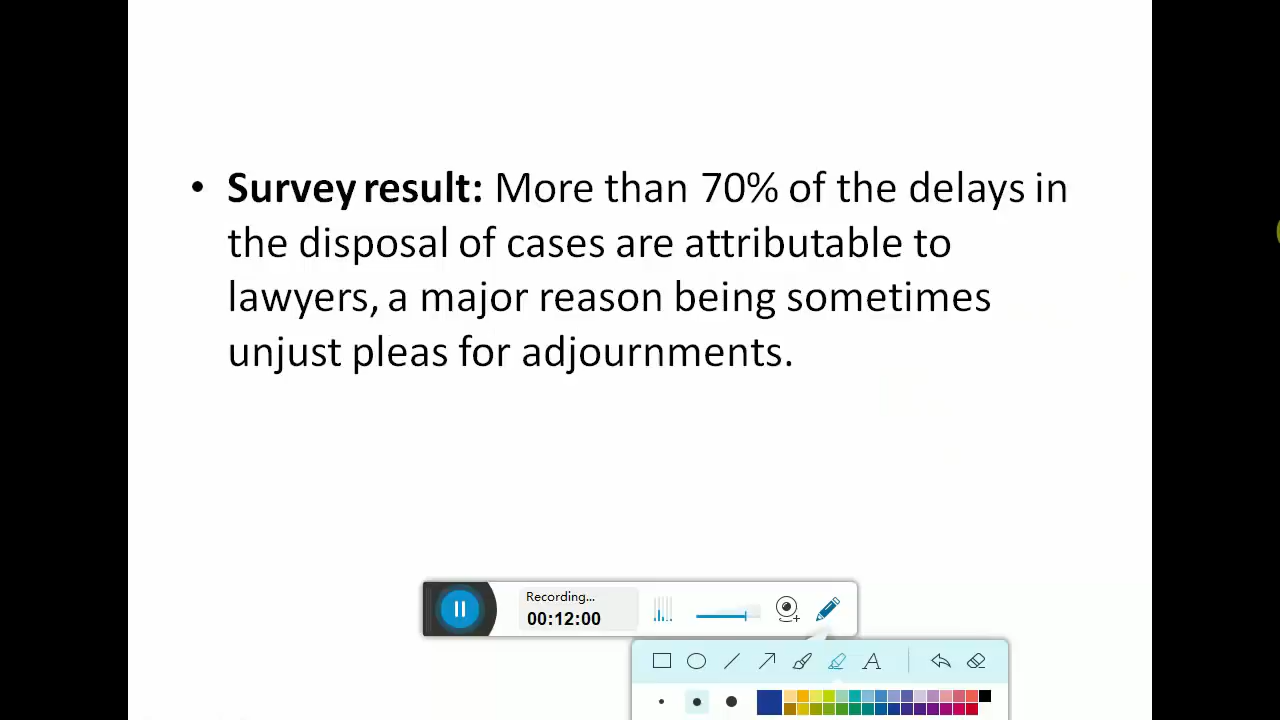 • Survey result: More than 70% of the delays in
the disposal of cases are attributable to
lawyers, a major reason being sometimes
unjust pleas for adjournments.
Recording...
00:12:00
A